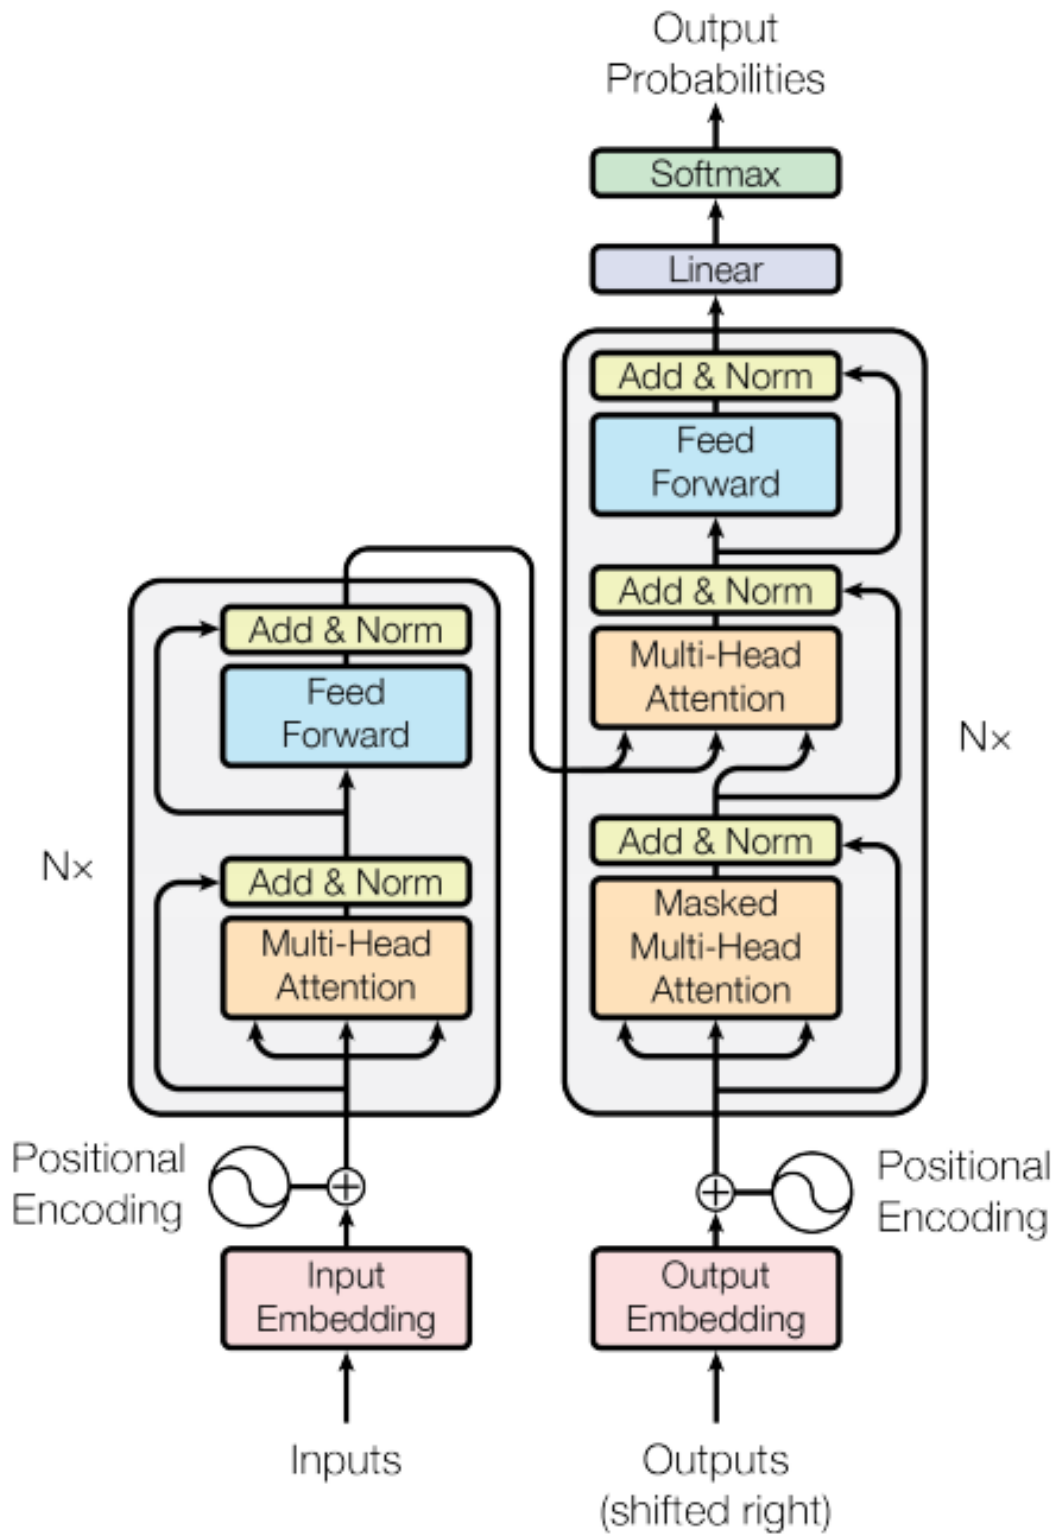 Output
Probabilities
Softmax
Linear
Add & Norm
Feed
Forward
Add & Norm
Multi-Head
Attention
Add & Norm
Masked
Multi-Head
Attention
N×
Positional
Encoding
Output
Embedding
Outputs
(shifted right)
Add & Norm
Feed
Forward
Add & Norm
Multi-Head
Attention
N×
Positional
Encoding
Input
Embedding
Inputs